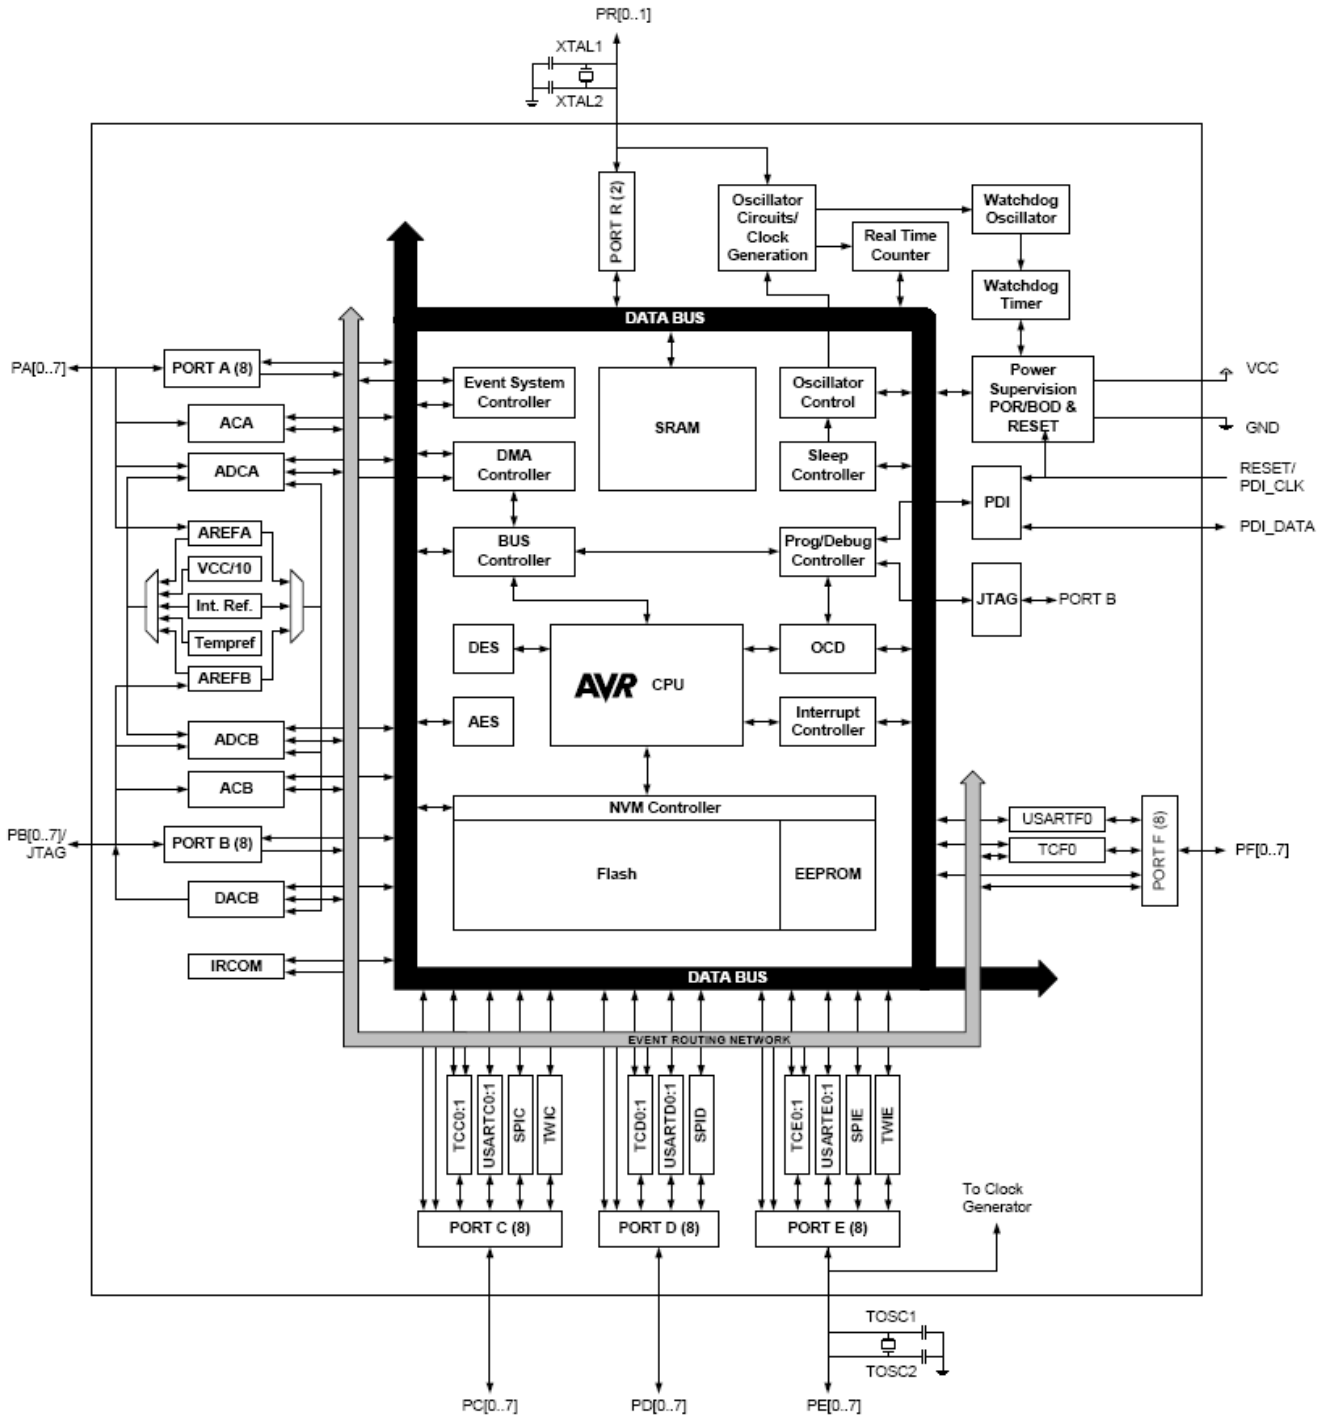 PR[0..1]
XTAL1
XTAL2
PORT R (2)
Oscillator
Circuits/
Clock
Generation
Watchdog
Oscillator
Real Time
Counter
Watchdog
Timer
DATA BUS
PA[0..7]
PORT A (8)
Event System
Controller
SRAM
Oscillator
Control
Power
Supervision
POR/BOD &
RESET
VCC
GND
ACA
ADCA
DMA
Controller
Sleep
Controller
PDI
RESET/
PDI_CLK
PDI_DATA
AREFA
VCC/10
Int. Ref.
Tempref
AREFB
BUS
Controller
Prog/Debug
Controller
JTAG
PORT B
DES
AVR CPU
OCD
AES
Interrupt
Controller
ADCB
ACB
NVM Controller
Flash
EEPROM
USARTF0
TCF0
PORT F (8)
PF[0..7]
PB[0..7]/
JTAG
PORT B (8)
DACB
IRCOM
DATA BUS
EVENT ROUTING NETWORK
TCC0:1
USARTC0:1
SPIC
TWIC
TCD0:1
USARTD0:1
SPID
TCE0:1
USARTE0:1
SPIE
TWIE
PORT C (8)
PORT D (8)
PORT E (8)
To Clock
Generator
TOSC1
TOSC2
PC[0..7]
PD[0..7]
PE[0..7]